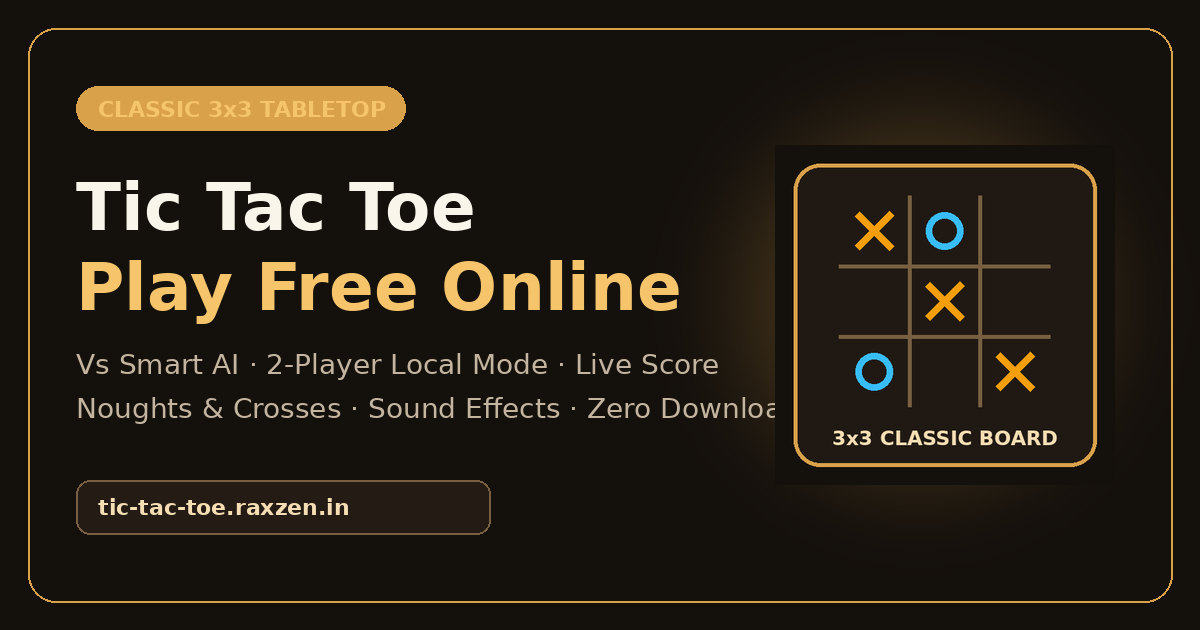 CLASSIC 3x3 TABLETOP
Tic Tac Toe
Play Free Online
Vs Smart AI · 2-Player Local Mode · Live Score
Noughts & Crosses · Sound Effects · Zero
tic-tac-toe.raxzen.in
3x3 CLASSIC BOARD